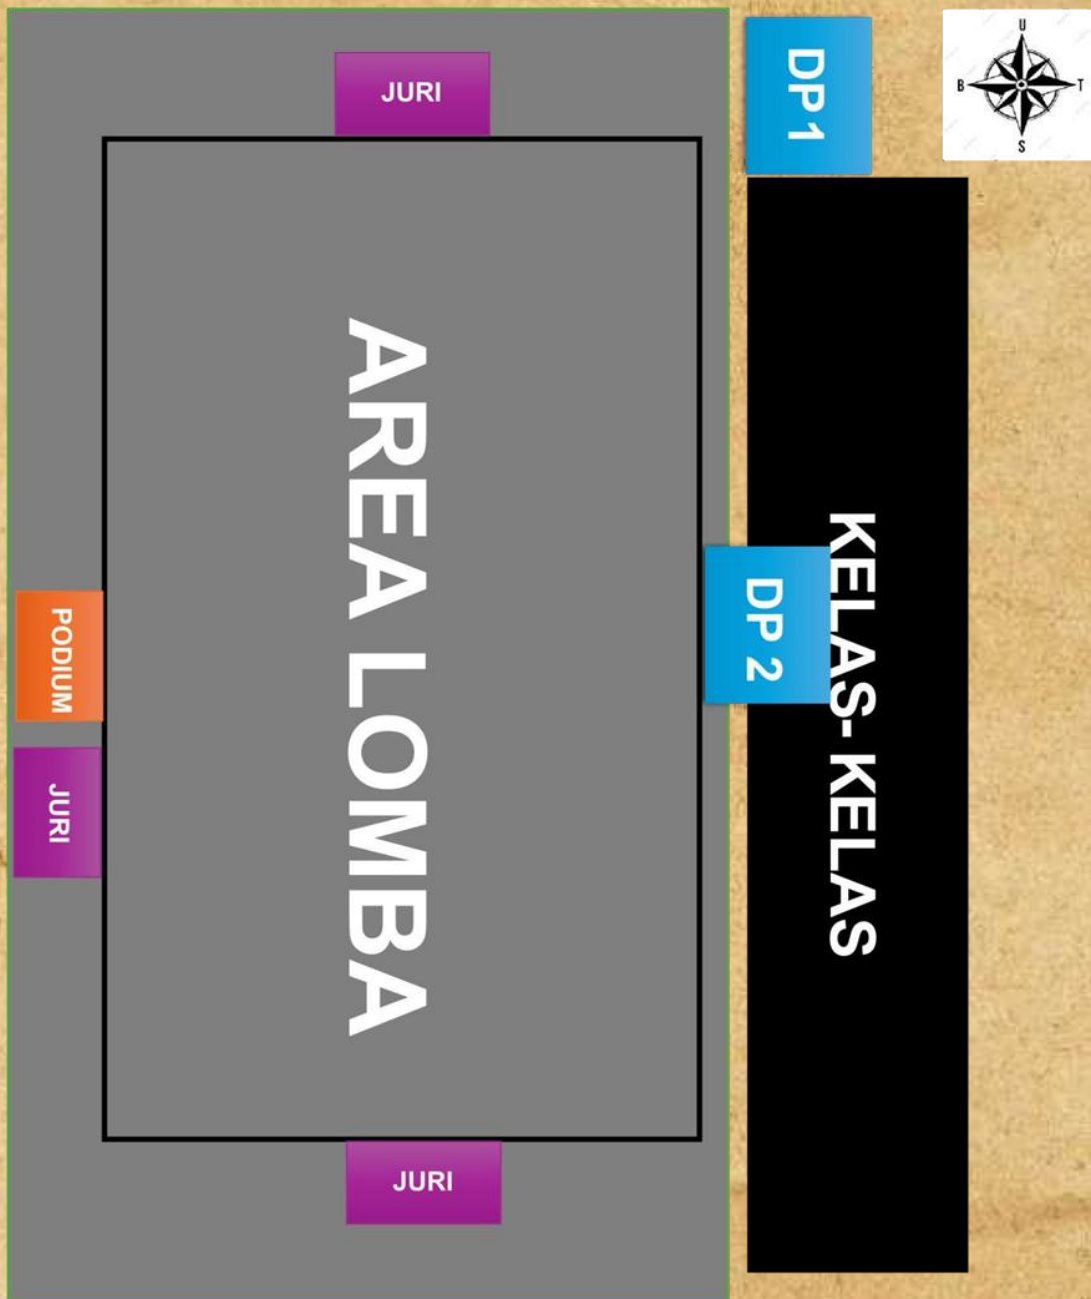 JURI
DP 1
U
B
T
S
AREA LOMBA
KELAS- KELAS
DP 2
PODIUM
JURI
JURI